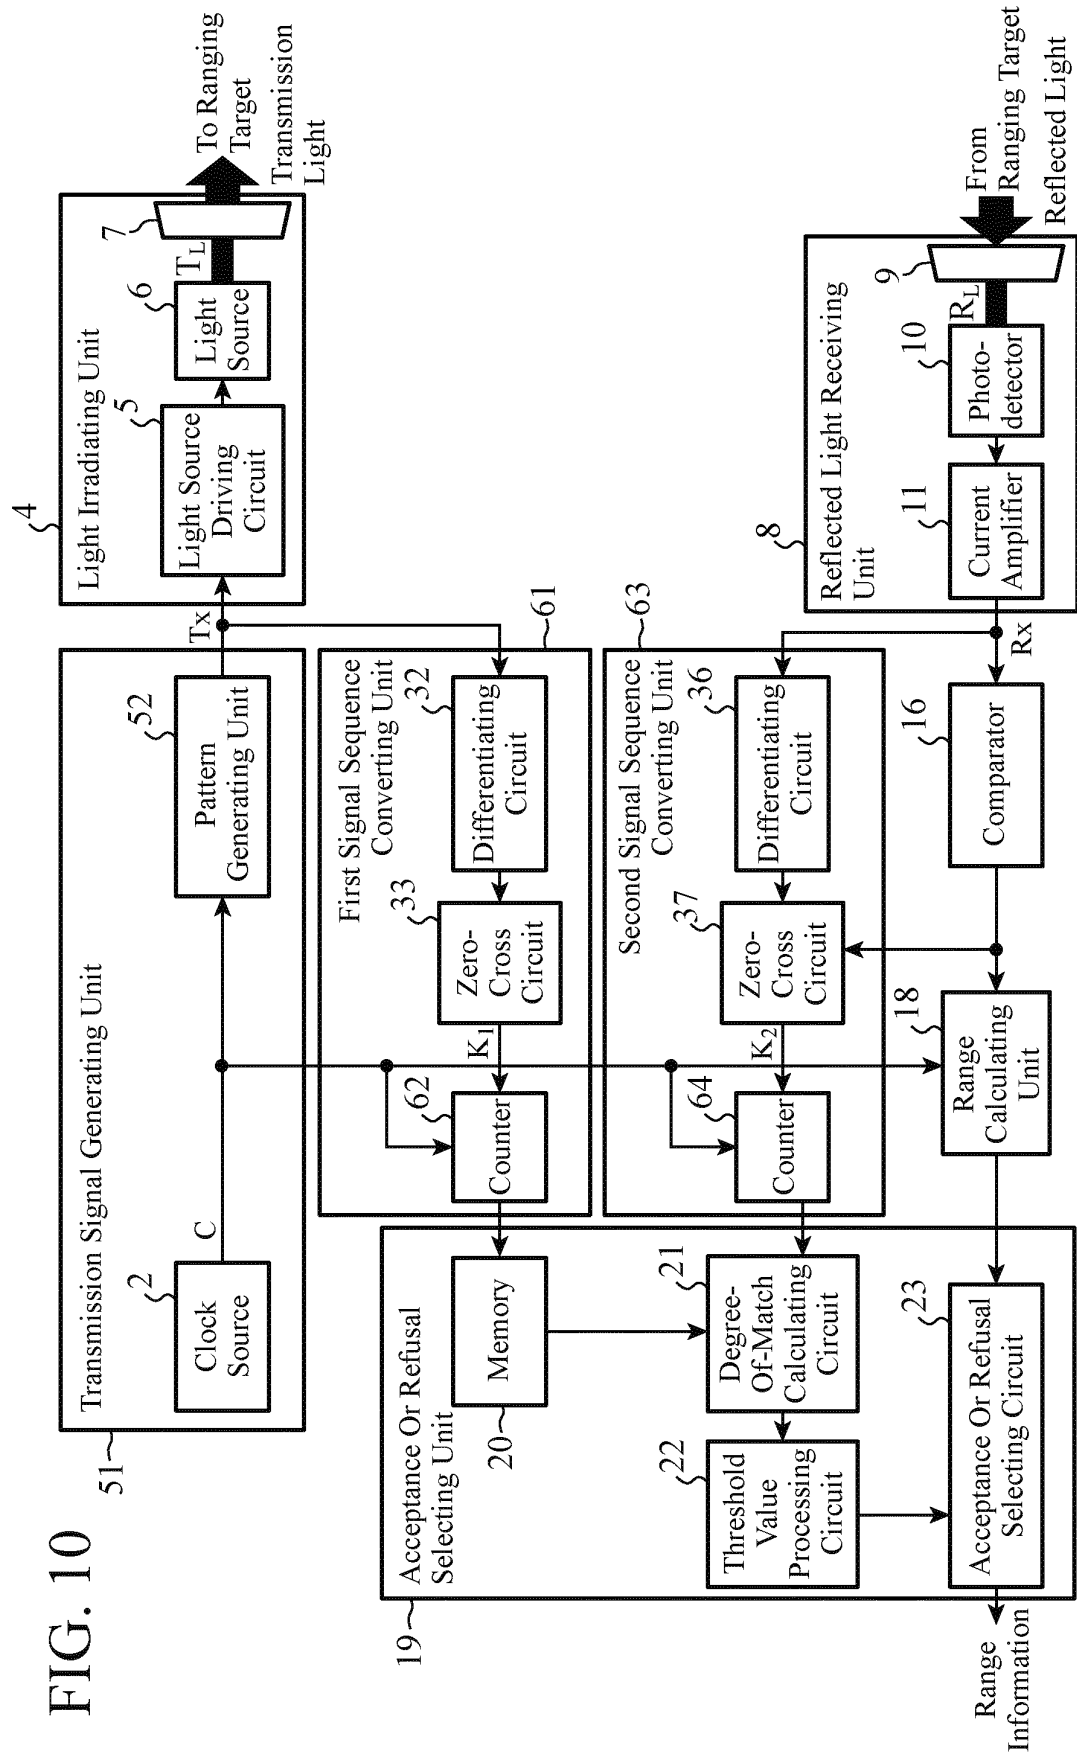 FIG. 10
51
Transmission Signal Generating Unit
2
Clock
Source
C
52
Pattern
Generating Unit
Tx
4
Light Irradiating Unit
5
Light Source
Driving
Circuit
6
Light
Source
TL
7
To Ranging
Target
Transmission
Light
61
First Signal Sequence
Converting Unit
32
Differentiating
Circuit
33
Zero-
Cross
Circuit
K1
62
Counter
63
Second Signal Sequence
Converting Unit
36
Differentiating
Circuit
37
Zero-
Cross
Circuit
K2
64
Counter
8
Reflected Light Receiving
Unit
9
RL
10
Photo-
detector
11
Current
Amplifier
From
Ranging Target
Reflected Light
Rx
16
Comparator
18
Range
Calculating
Unit
19
Acceptance Or Refusal
Selecting Unit
20
Memory
21
Degree-
Of-Match
Calculating
Circuit
22
Threshold
Value
Processing
Circuit
23
Acceptance Or Refusal
Selecting Circuit
Range
Information